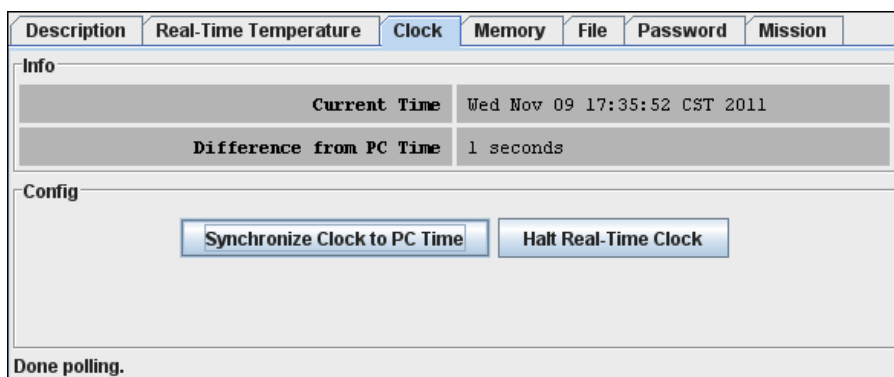 Description Real-Time Temperature Clock Memory File Password Mission
Info
Current Time Wed Nov 09 17:35:52 CST 2011
Difference from PC Time 1 seconds
Config
Synchronize Clock to PC Time Halt Real-Time Clock
Done polling.